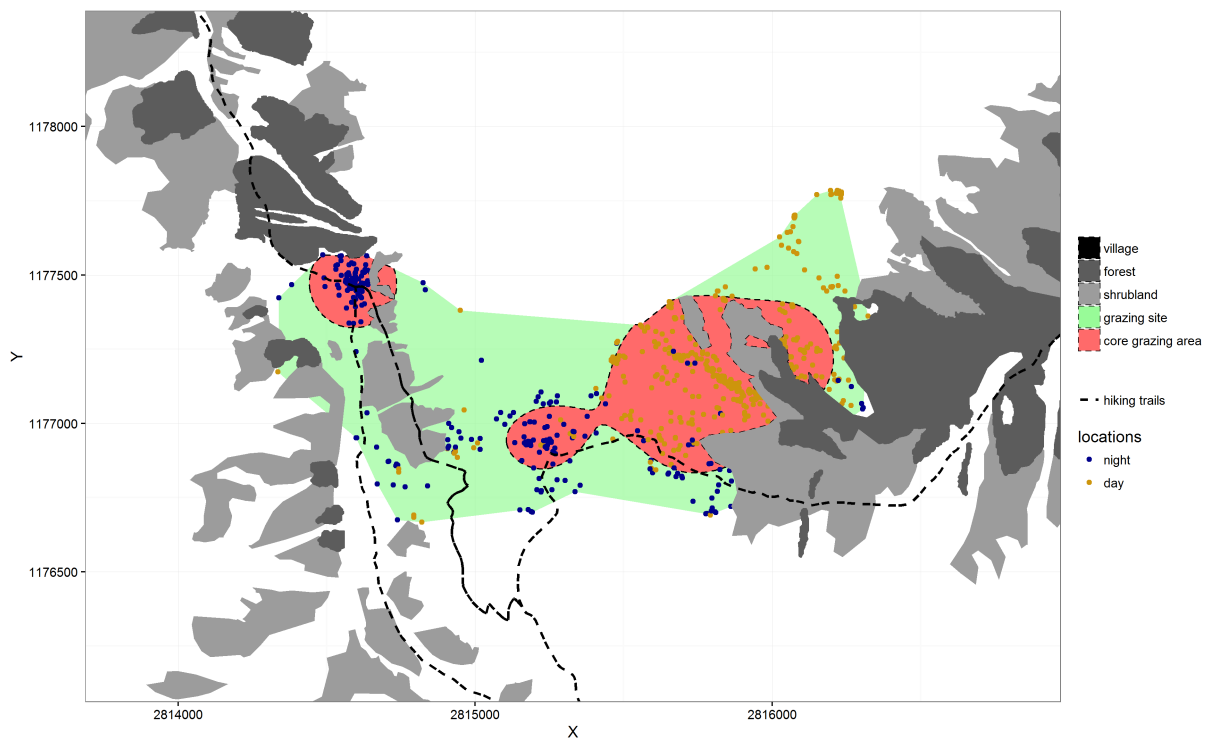 1178000
1177500
1177000
1176500
Y
2814000
2815000
2816000
X
village
forest
shrubland
grazing site
core grazing area
hiking trails
locations
night
day